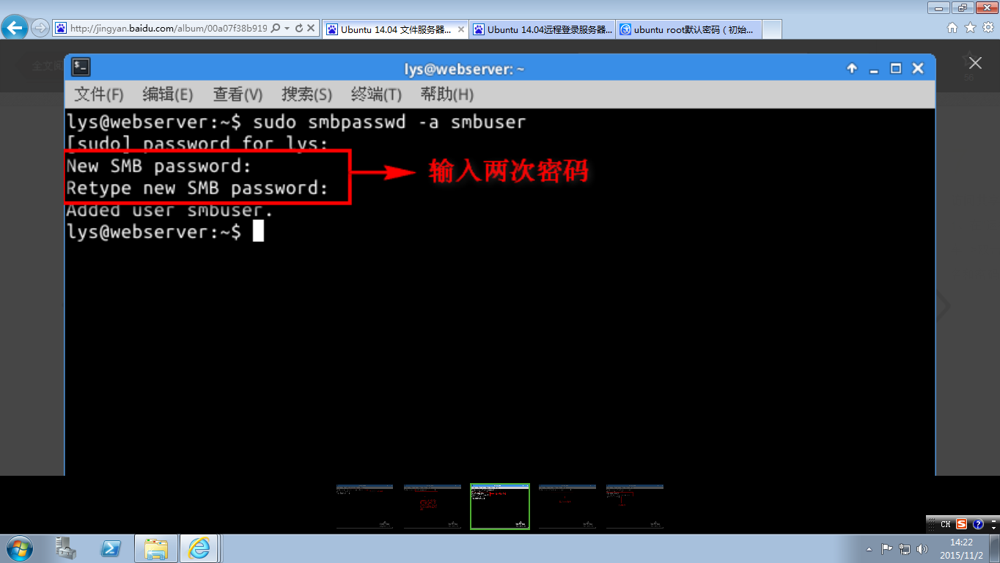 http://jingyan.baidu.com/album/00a07f38b919
Ubuntu 14.04 文件服务器...
Ubuntu 14.04远程登录服务器...
ubuntu root默认密码（初始...
lys@webserver: ~
文件(F) 编辑(E) 查看(V) 搜索(S) 终端(T) 帮助(H)
lys@webserver:~$ sudo smbpasswd -a smbuser
[sudo] password for lys:
New SMB password:
Retype new SMB password:
输入两次密码
Added user smbuser.
lys@webserver:~$
CH
14:22
2015/11/2